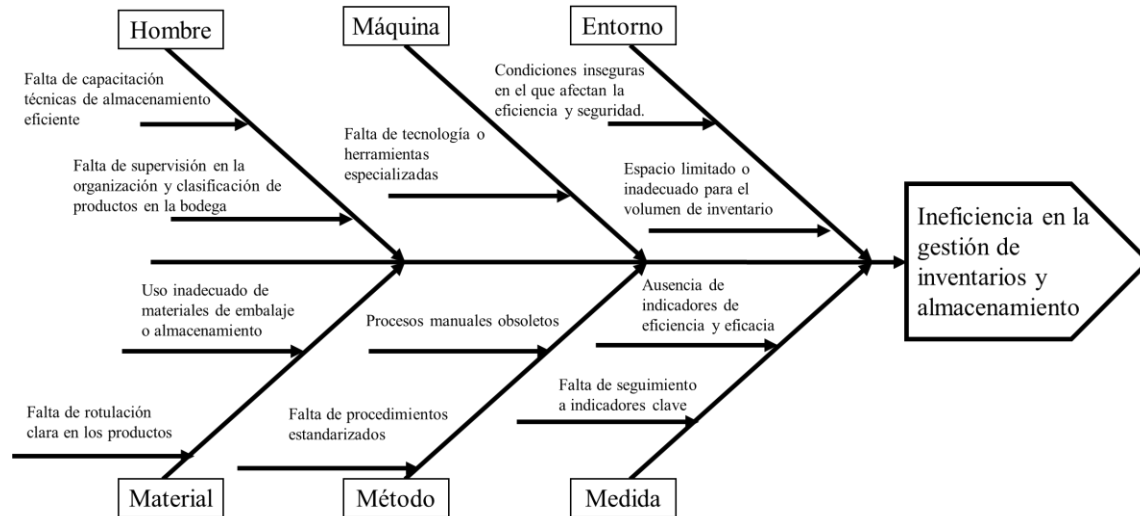 Hombre
Máquina
Entorno
Falta de capacitación
técnicas de almacenamiento
eficiente
Falta de supervisión en la
organización y clasificación de
productos en la bodega
Falta de tecnología o
herramientas
especializadas
Condiciones inseguras
en el que afectan la
eficiencia y seguridad.
Espacio limitado o
inadecuado para el
volumen de inventario
Ineficiencia en la
gestión de
inventarios y
almacenamiento
Uso inadecuado de
materiales de embalaje
o almacenamiento
Falta de rotulación
clara en los productos
Procesos manuales obsoletos
Falta de procedimientos
estandarizados
Ausencia de
indicadores de
eficiencia y eficacia
Falta de seguimiento
a indicadores clave
Material
Método
Medida